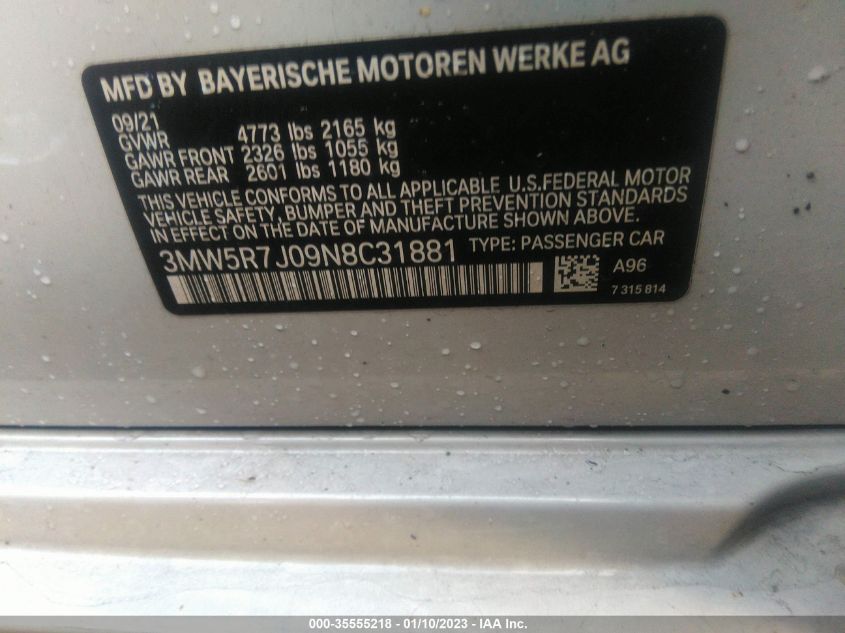 MFD BY BAYERISCHE MOTOREN WERKE AG
09/21
GVWR 4773 lbs 2165 kg
GAWR FRONT 2326 lbs 1055 kg
GAWR REAR 2601 lbs 1180 kg
THIS VEHICLE CONFORMS TO ALL APPLICABLE U.S.FEDERAL MOTOR
VEHICLE SAFETY, BUMPER AND THEFT PREVENTION STANDARDS
IN EFFECT ON THE DATE OF MANUFACTURE SHOWN ABOVE.
3MW5R7J09N8C31881 TYPE: PASSENGER CAR
A96
7 315 814
000-35555218 - 01/10/2023 - IAA Inc.